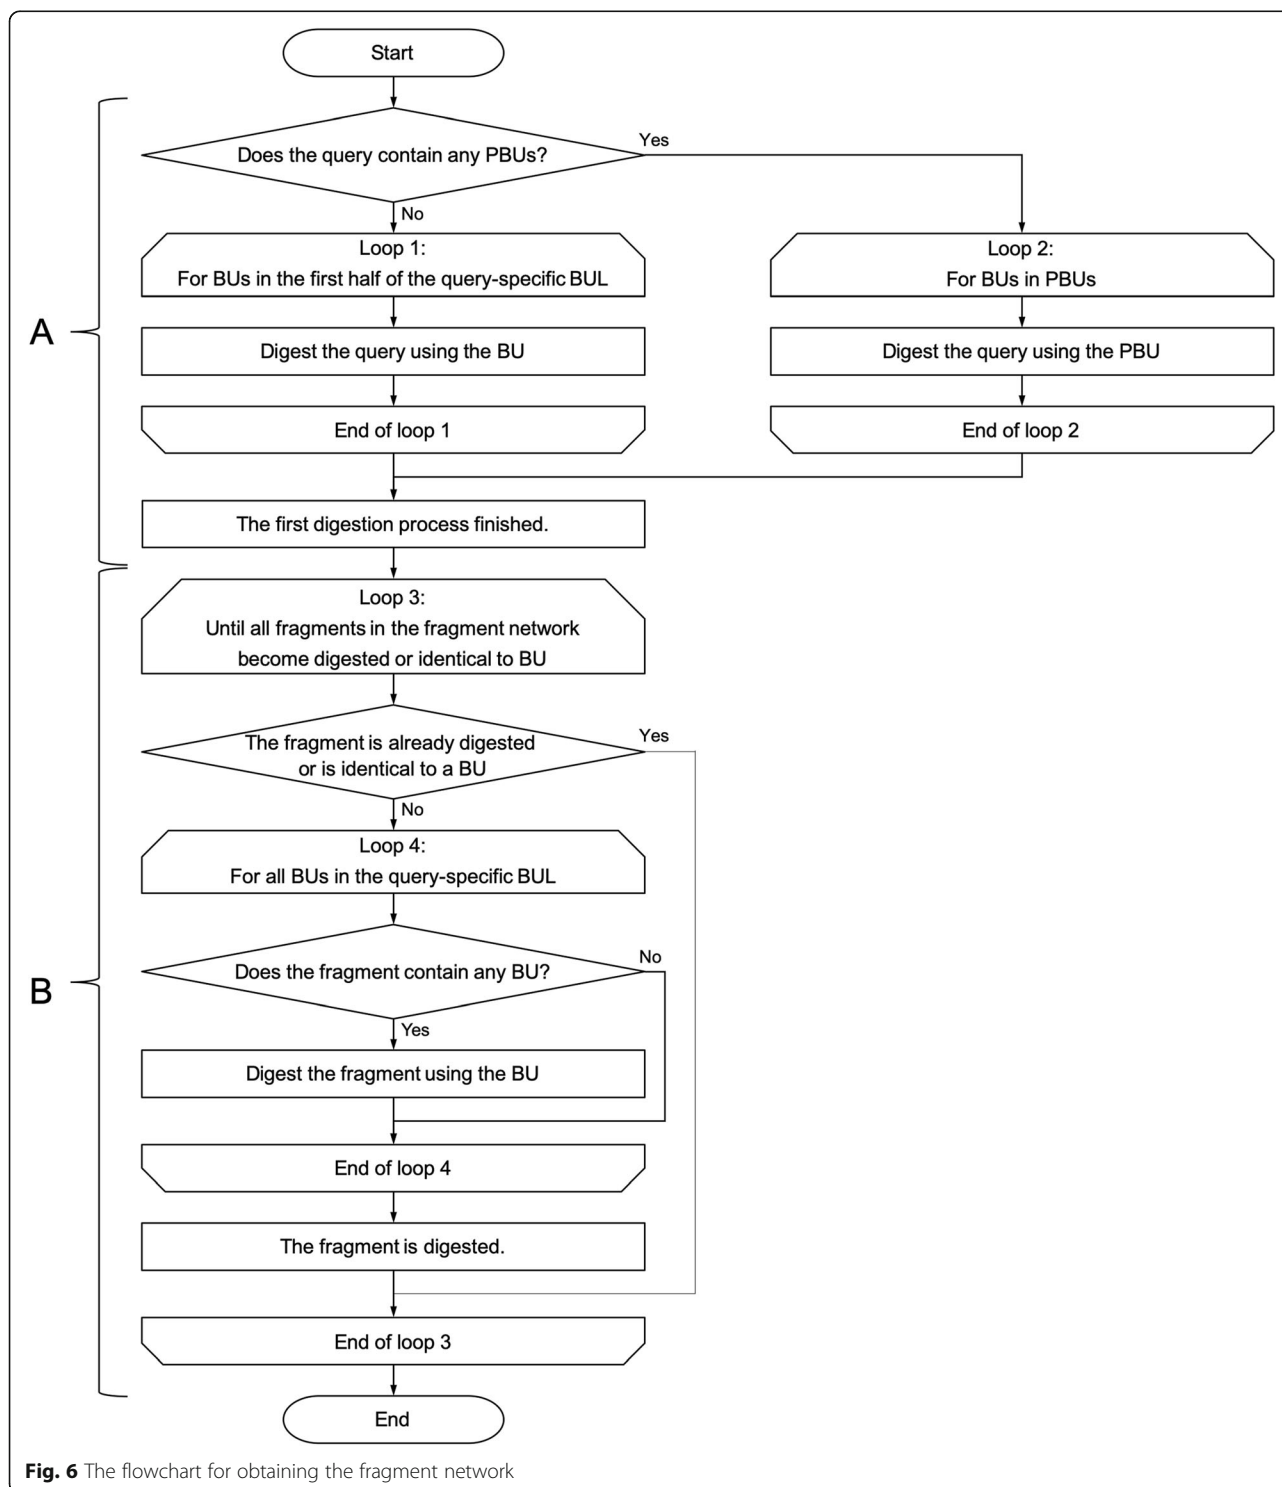 Start
Does the query contain any PBUs?
Yes
No
Loop 1:
For BUs in the first half of the query-specific BUL
Loop 2:
For BUs in PBUs
A
Digest the query using the BU
Digest the query using the PBU
End of loop 1
End of loop 2
The first digestion process finished.
Loop 3:
Until all fragments in the fragment network
become digested or identical to BU
The fragment is already digested
or is identical to a BU
Yes
No
Loop 4:
For all BUs in the query-specific BUL
Does the fragment contain any BU?
No
B
Yes
Digest the fragment using the BU
End of loop 4
The fragment is digested.
End of loop 3
End
Fig. 6 The flowchart for obtaining the fragment network